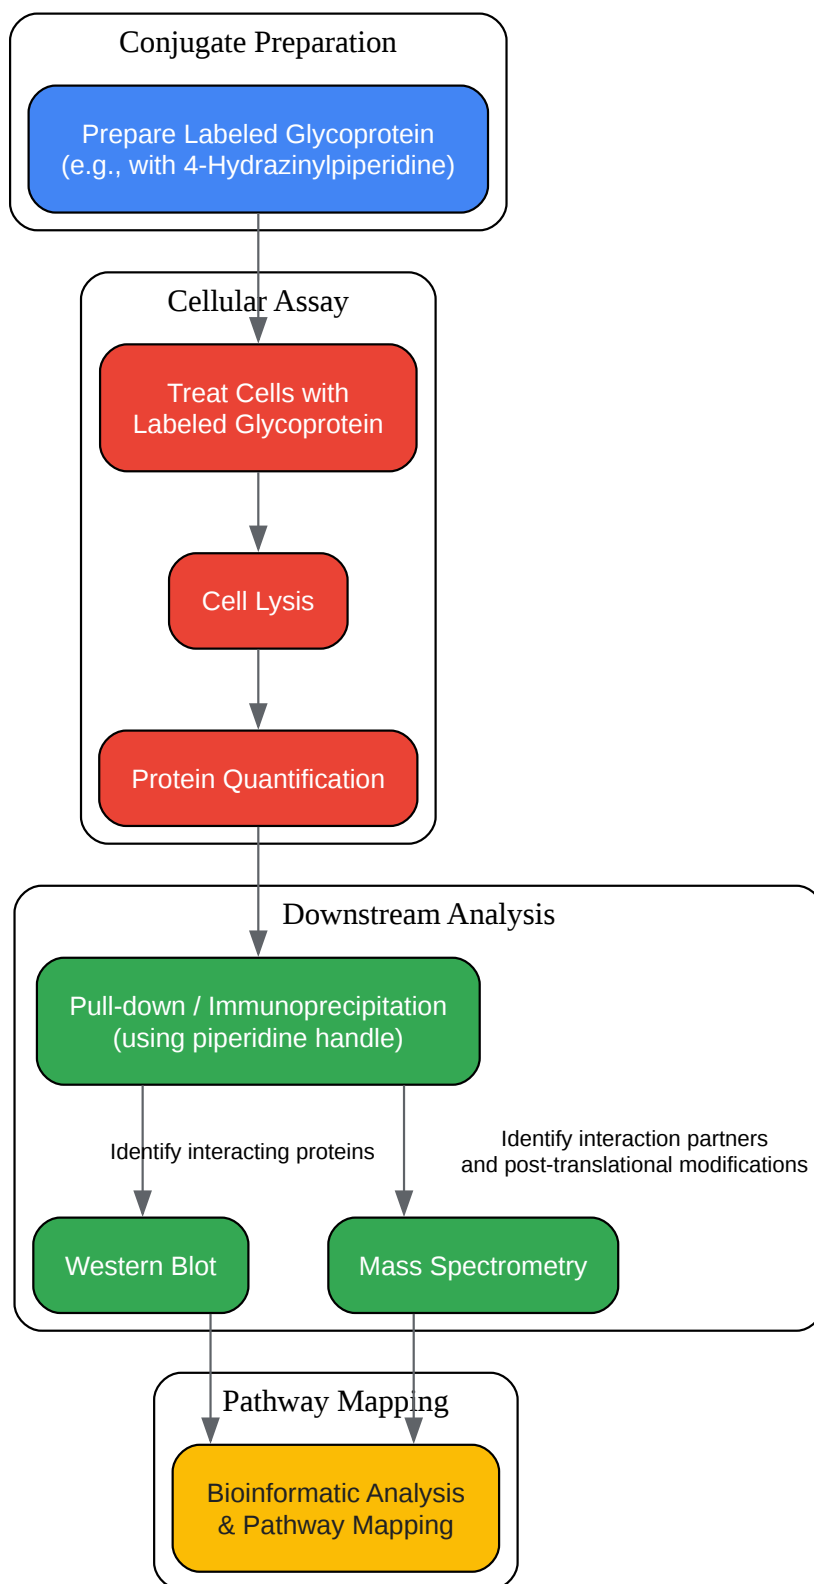 Conjugate Preparation
Prepare Labeled Glycoprotein
(e.g., with 4-Hydrazinylpiperidine)
Cellular Assay
Treat Cells with
Labeled Glycoprotein
Cell Lysis
Protein Quantification
Downstream Analysis
Pull-down / Immunoprecipitation
(using piperidine handle)
Identify interacting proteins
Identify interaction partners
and post-translational modifications
Western Blot
Mass Spectrometry
Pathway Mapping
Bioinformatic Analysis
& Pathway Mapping